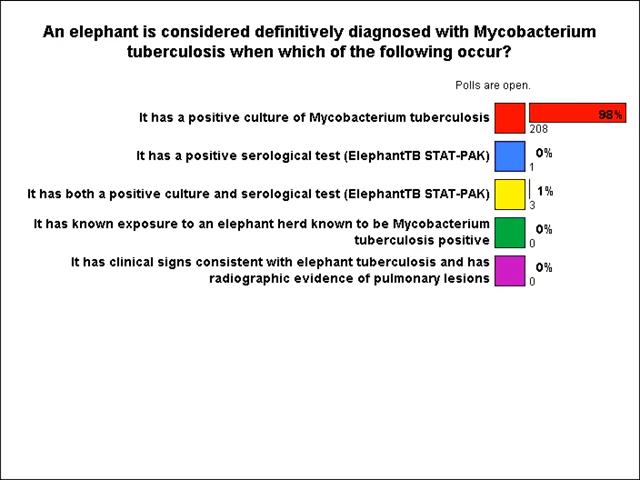 An elephant is considered definitively diagnosed with Mycobacterium
tuberculosis when which of the following occur?
Polls are open.
It has a positive culture of Mycobacterium tuberculosis
98%
208
It has a positive serological test (ElephantTB STAT-PAK)
0%
1
It has both a positive culture and serological test (ElephantTB STAT-PAK)
1%
3
It has known exposure to an elephant herd known to be Mycobacterium
tuberculosis positive
0%
0
It has clinical signs consistent with elephant tuberculosis and has
radiographic evidence of pulmonary lesions
0%
0